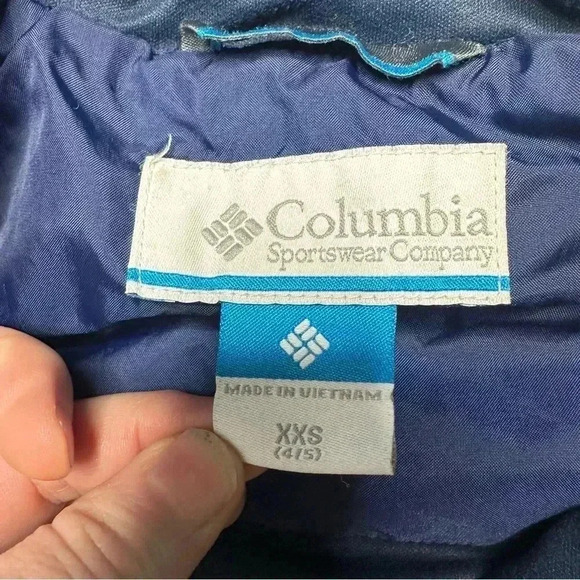 Columbia
Sportswear Company
MADE IN VIETNAM
XXS
(4/5)